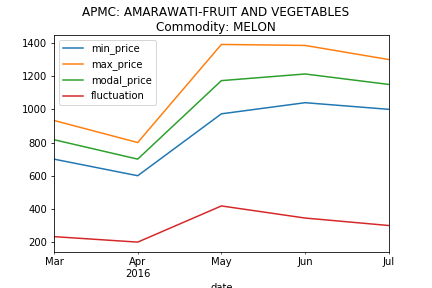 APMC: AMARAWATI-FRUIT AND VEGETABLES
Commodity: MELON
1400
1200
1000
800
600
400
200
min_price
max_price
modal_price
fluctuation
Mar
Apr
2016
May
Jun
Jul
date